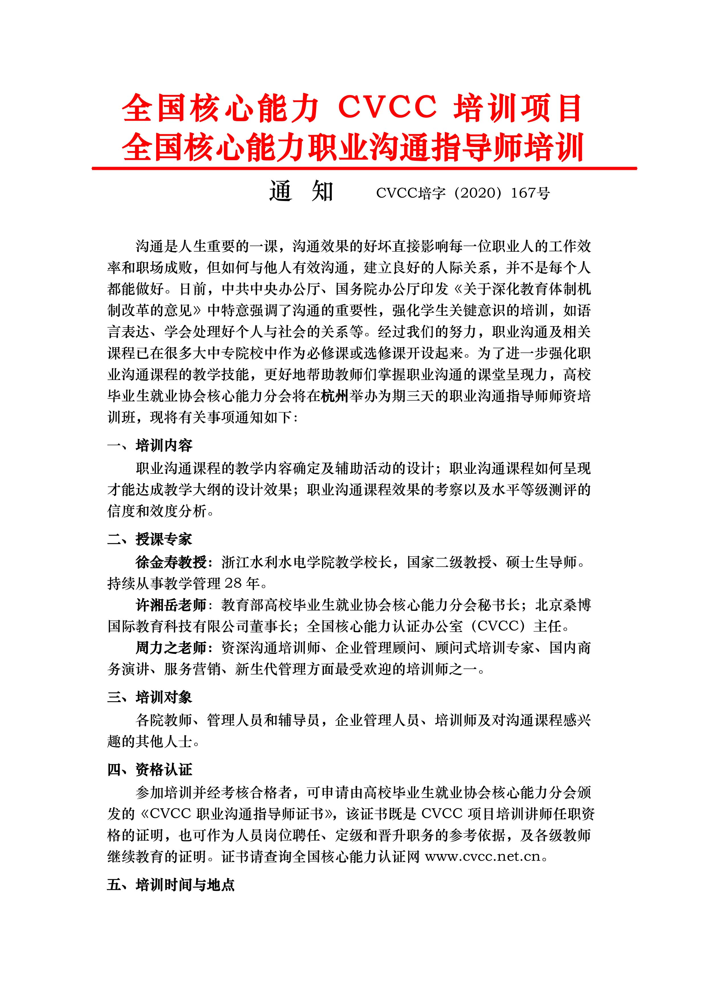 全国核心能力 CVCC 培训项目
全国核心能力职业沟通指导师培训
通 知 CVCC培字（2020）167号
沟通是人生重要的一课，沟通效果的好坏直接影响每一位职业人的工作效
率和职场成败，但如何与他人有效沟通，建立良好的人际关系，并不是每个人
都能做好。日前，中共中央办公厅、国务院办公厅印发《关于深化教育体制机
制改革的意见》中特意强调了沟通的重要性，强化学生关键意识的培训，如语
言表达、学会处理好个人与社会的关系等。经过我们的努力，职业沟通及相关
课程已在很多大中专院校中作为必修课或选修课开设起来。为了进一步强化职
业沟通课程的教学技能，更好地帮助教师们掌握职业沟通的课堂呈现力，高校
毕业生就业协会核心能力分会将在杭州举办为期三天的职业沟通指导师师资培
训班，现将有关事项通知如下：
一、培训内容
职业沟通课程的教学内容确定及辅助活动的设计；职业沟通课程如何呈现
才能达成教学大纲的设计效果；职业沟通课程效果的考察以及水平等级测评的
信度和效度分析。
二、授课专家
徐金寿教授：浙江水利水电学院教学校长，国家二级教授、硕士生导师。
持续从事教学管理 28 年。
许湘岳老师：教育部高校毕业生就业协会核心能力分会秘书长；北京桑博
国际教育科技有限公司董事长；全国核心能力认证办公室（CVCC）主任。
周力之老师：资深沟通培训师、企业管理顾问、顾问式培训专家、国内商
务演讲、服务营销、新生代管理方面最受欢迎的培训师之一。
三、培训对象
各院教师、管理人员和辅导员，企业管理人员、培训师及对沟通课程感兴
趣的其他人士。
四、资格认证
参加培训并经考核合格者，可申请由高校毕业生就业协会核心能力分会颁
发的《CVCC 职业沟通指导师证书》，该证书既是 CVCC 项目培训讲师任职资
格的证明，也可作为人员岗位聘任、定级和晋升职务的参考依据，及各级教师
继续教育的证明。证书请查询全国核心能力认证网 www.cvcc.net.cn。
五、培训时间与地点